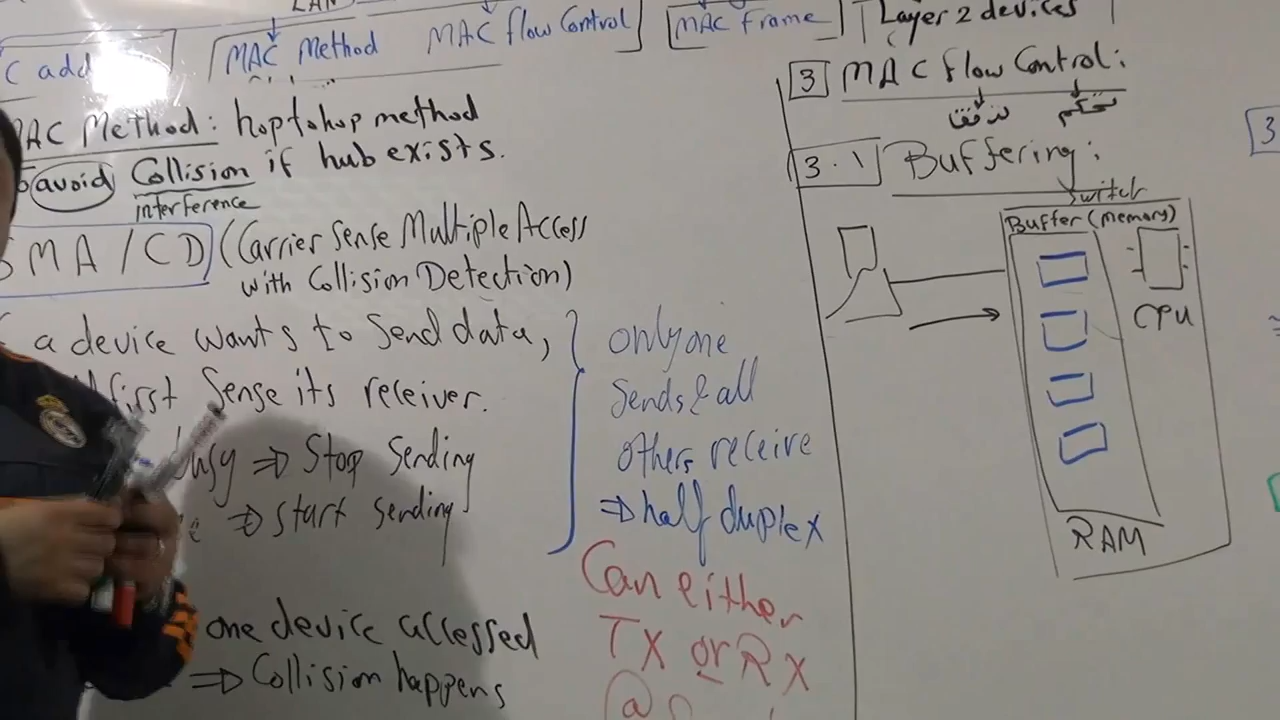 LAN
C add
MAC Method
MAC flow Control
MAC frame
Layer 2 devices
MAC Method: hop to hop method
avoid Collision if hub exists.
interference
SMA/CD (Carrier Sense Multiple Access
with Collision Detection)
a device wants to Send data,
first Sense its receiver.
busy ⇒ Stop Sending
⇒ Start Sending
one device accessed
⇒ Collision happens
only one
Sends & all
others receive
⇒ half duplex
Can either
TX or RX
@
3 MAC flow Control:
تدفق تحكم
3.1 Buffering:
Switch
Buffer (memory)
CPU
RAM
3